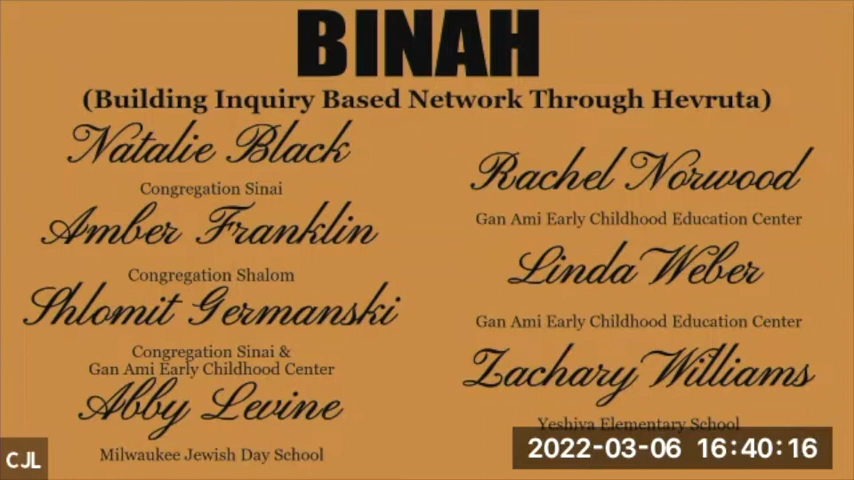 BINAH
(Building Inquiry Based Network Through Hevruta)
Natalie Black
Congregation Sinai
Amber Franklin
Congregation Shalom
Shlomit Germanski
Congregation Sinai &
Gan Ami Early Childhood Center
Abby Levine
Milwaukee Jewish Day School
Rachel Norwood
Gan Ami Early Childhood Education Center
Linda Weber
Gan Ami Early Childhood Education Center
Zachary Williams
Yeshiva Elementary School
CJL
2022-03-06 16:40:16